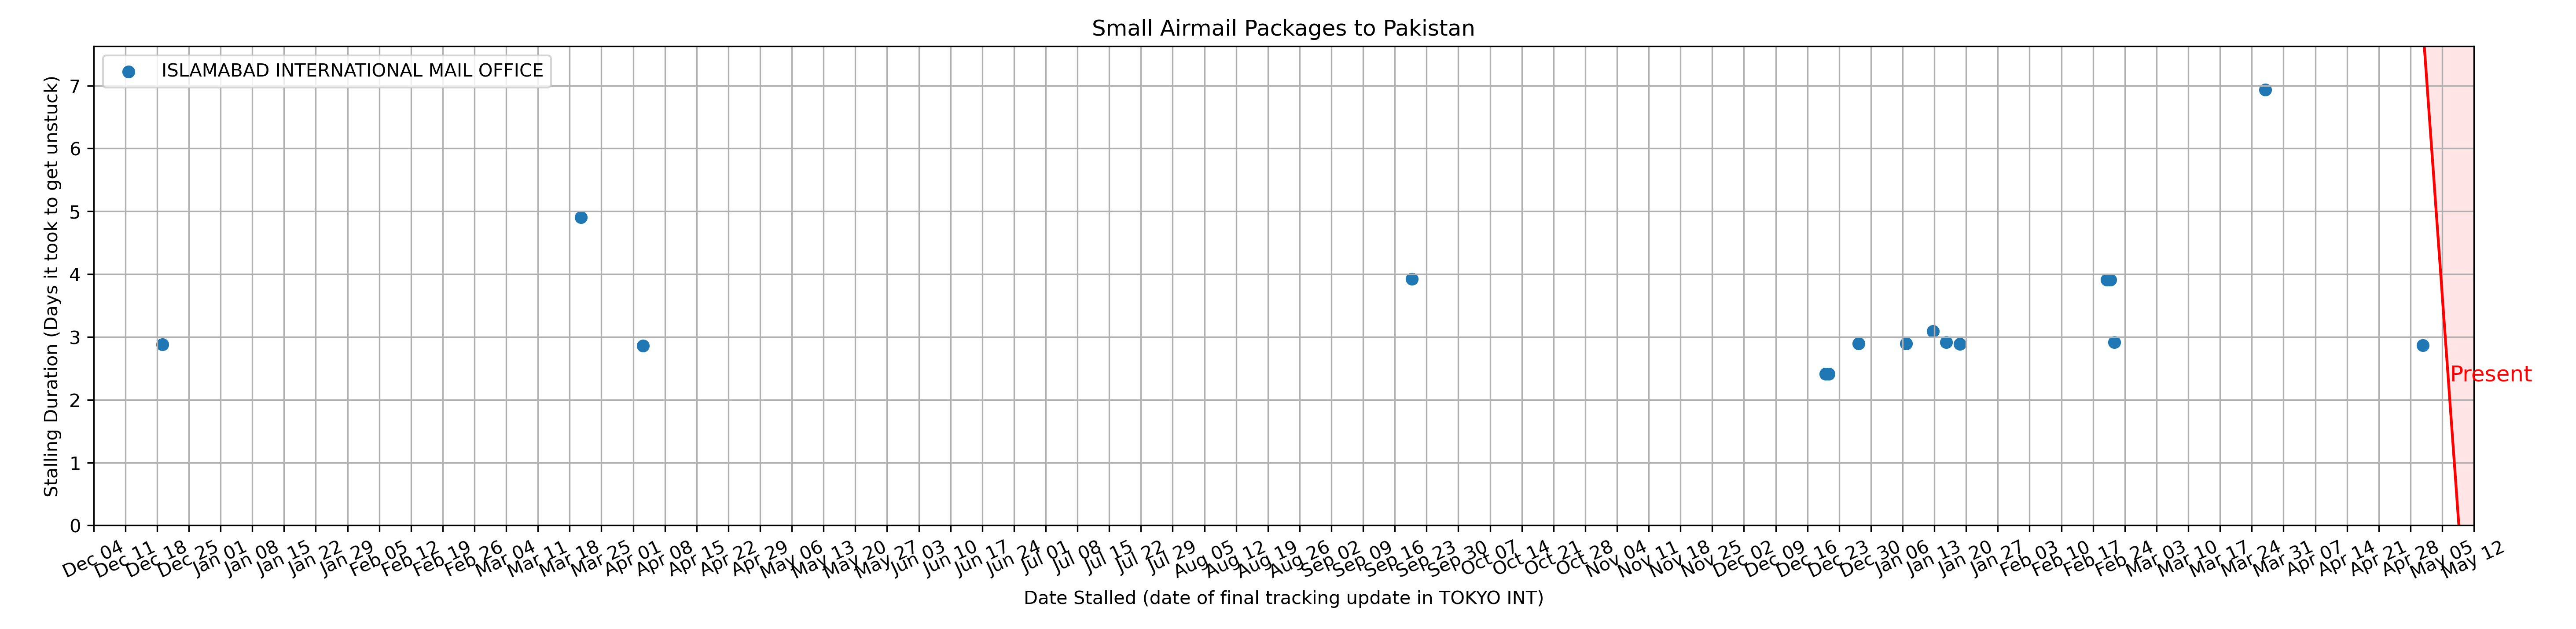 Small Airmail Packages to Pakistan
ISLAMABAD INTERNATIONAL MAIL OFFICE
Stalling Duration (Days it took to get unstuck)
7
6
5
4
3
2
1
0
Present
Dec 04
Dec 11
Dec 18
Dec 25
Jan 01
Jan 08
Jan 15
Jan 22
Jan 29
Feb 05
Feb 12
Feb 19
Feb 26
Mar 04
Mar 11
Mar 18
Mar 25
Apr 01
Apr 08
Apr 15
Apr 22
Apr 29
May 06
May 13
May 20
May 27
Jun 03
Jun 10
Jun 17
Jun 24
Jul 01
Jul 08
Jul 15
Jul 22
Jul 29
Aug 05
Aug 12
Aug 19
Aug 26
Sep 02
Sep 09
Sep 16
Sep 23
Sep 30
Oct 07
Oct 14
Oct 21
Oct 28
Nov 04
Nov 11
Nov 18
Nov 25
Dec 02
Dec 09
Dec 16
Dec 23
Dec 30
Jan 06
Jan 13
Jan 20
Jan 27
Feb 03
Feb 10
Feb 17
Feb 24
Mar 03
Mar 10
Mar 17
Mar 24
Mar 31
Apr 07
Apr 14
Apr 21
Apr 28
May 05
May 12
Date Stalled (date of final tracking update in TOKYO INT)